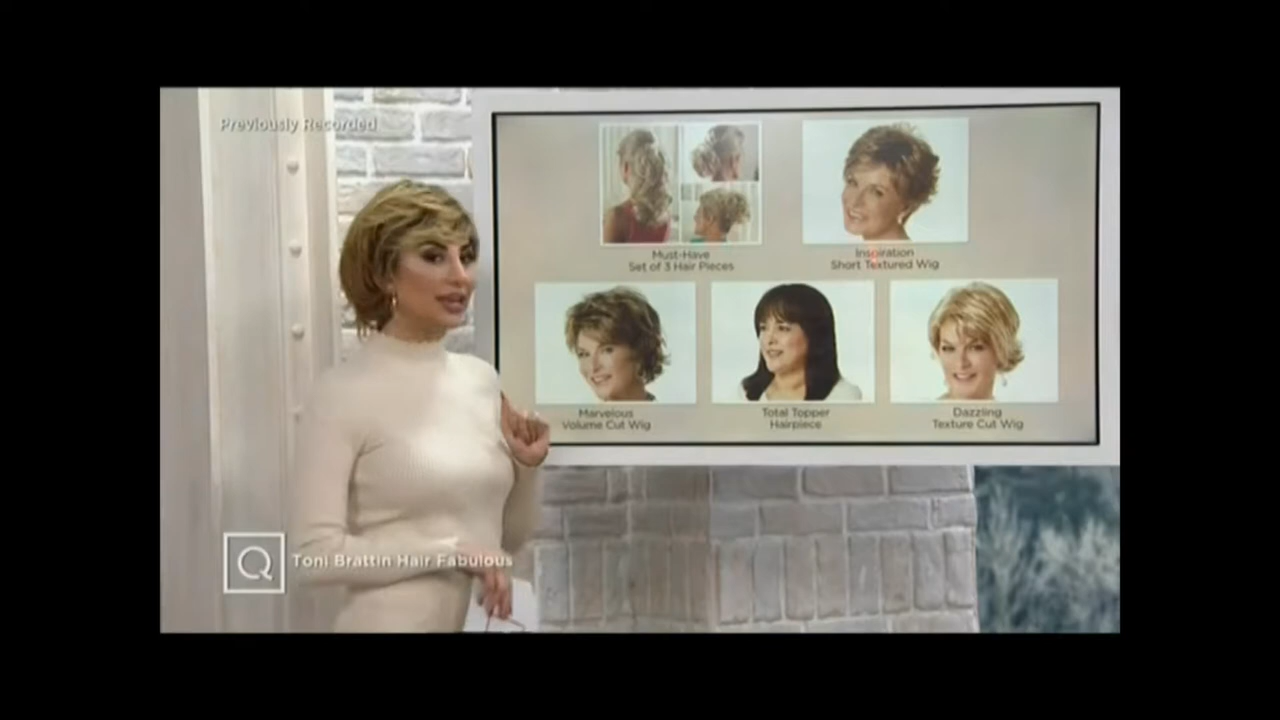 Previously Recorded
Must-Have
Set of 3 Hair Pieces
Inspiration
Short Textured Wig
Marvelous
Volume Cut Wig
Total Topper
Hairpiece
Dazzling
Texture Cut Wig
Q
Toni Brattin Hair Fabulous